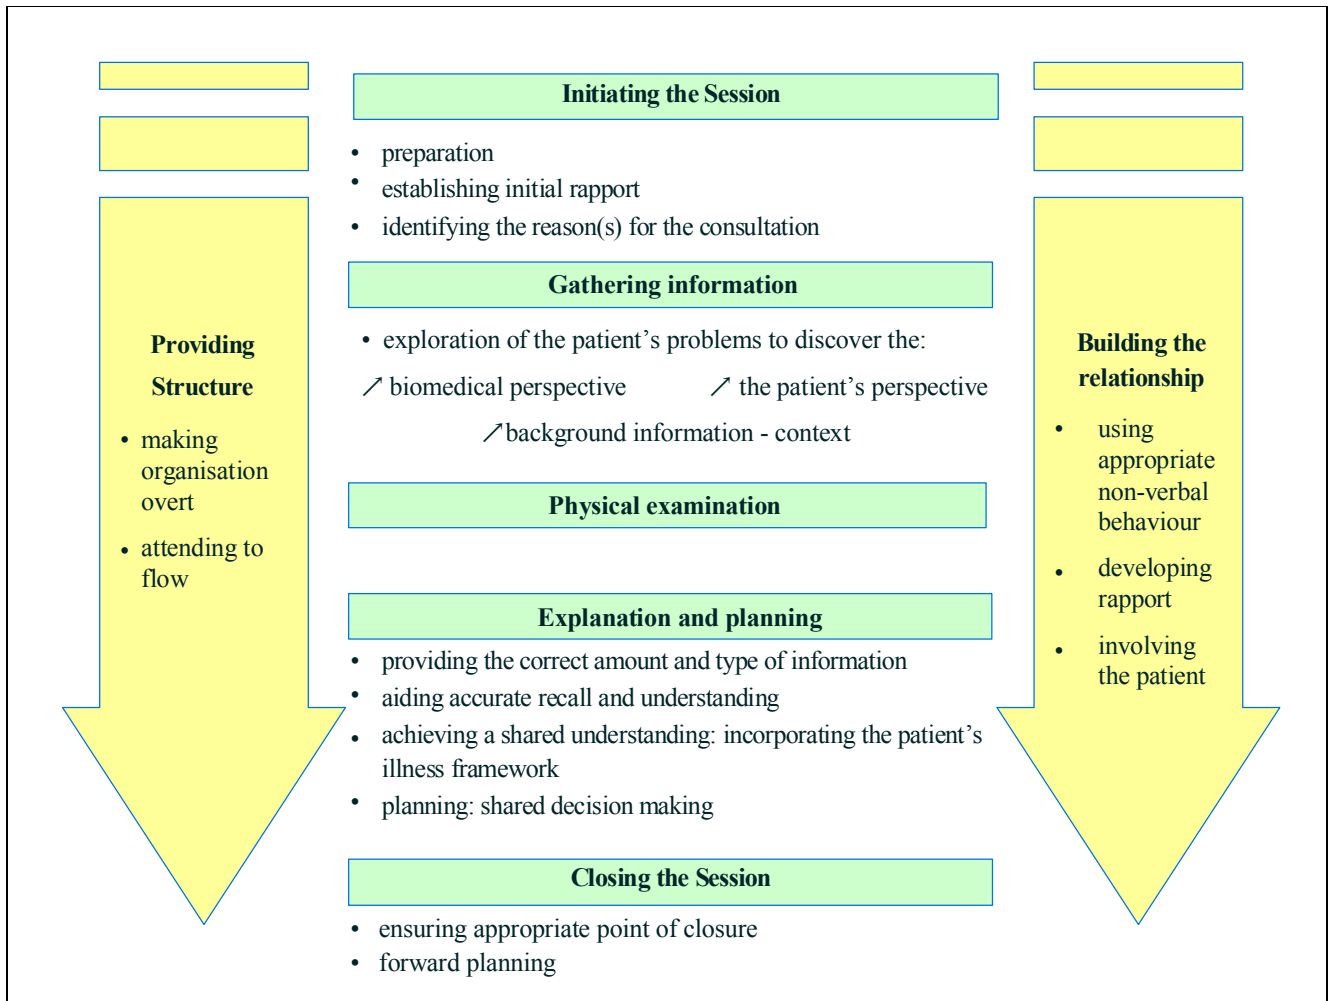 Initiating the Session
• preparation
• establishing initial rapport
• identifying the reason(s) for the consultation
Gathering information
• exploration of the patient’s problems to discover the:
↗ biomedical perspective ↗ the patient’s perspective
↗background information - context
Physical examination
Explanation and planning
• providing the correct amount and type of information
• aiding accurate recall and understanding
• achieving a shared understanding: incorporating the patient’s
illness framework
• planning: shared decision making
Closing the Session
• ensuring appropriate point of closure
• forward planning
Providing
Structure
• making
organisation
overt
• attending to
flow
Building the
relationship
• using
appropriate
non-verbal
behaviour
• developing
rapport
• involving
the patient